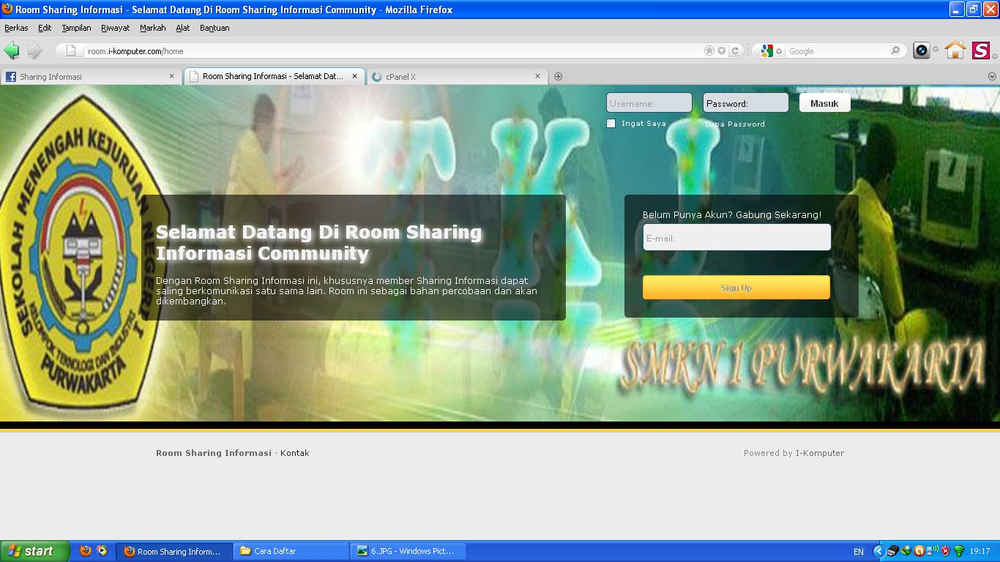 Room Sharing Informasi - Selamat Datang Di Room Sharing Informasi Community - Mozilla Firefox
Berkas Edit Tampilan Riwayat Markah Alat Bantuan
room.i-komputer.com/home
Google
S
Sharing Informasi
Room Sharing Informasi - Selamat Dat...
cPanel X
Username:
Password:
Masuk
Ingat Saya
Lupa Password
TKJ
SEKOLAH MENENGAH KEJURUAN NEGERI 1
KELOMPOK TEKNOLOGI DAN INDUSTRI
PURWAKARTA
Selamat Datang Di Room Sharing
Informasi Community
Dengan Room Sharing Informasi ini, khususnya member Sharing Informasi dapat
saling berkomunikasi satu sama lain. Room ini sebagai bahan percobaan dan akan
dikembangkan.
Belum Punya Akun? Gabung Sekarang!
E-mail:
Sign Up
SMKN 1 PURWAKARTA
Room Sharing Informasi · Kontak
Powered by I-Komputer
start
Room Sharing Inform...
Cara Daftar
6.JPG - Windows Pict...
EN
19:17